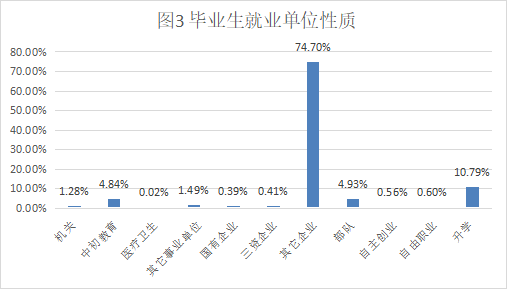 图3 毕业生就业单位性质
80.00%
70.00%
60.00%
50.00%
40.00%
30.00%
20.00%
10.00%
0.00%
1.28%
4.84%
0.02%
1.49%
0.39%
0.41%
74.70%
4.93%
0.56%
0.60%
10.79%
机关
中初教育
医疗卫生
其它事业单位
国有企业
三资企业
其它企业
部队
自主创业
自由职业
升学